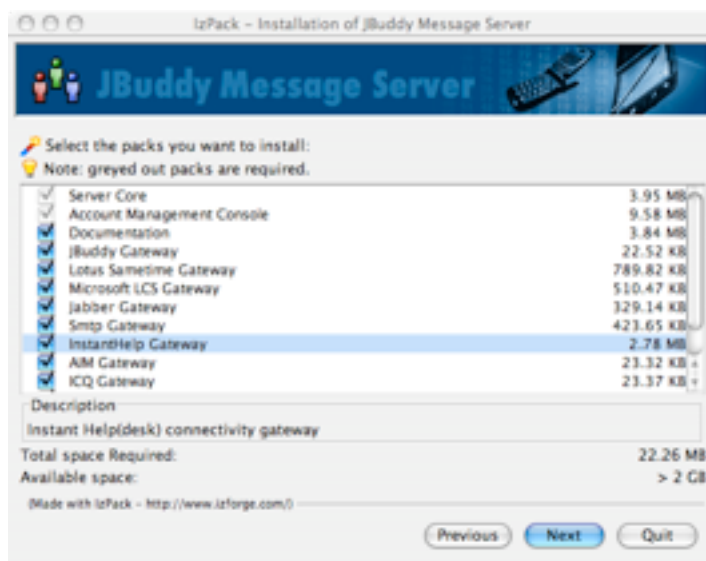 IzPack - Installation of JBuddy Message Server
JBuddy Message Server
Select the packs you want to install:
Note: greyed out packs are required.
Server Core 3.95 MB
Account Management Console 9.58 MB
Documentation 3.84 MB
JBuddy Gateway 22.52 KB
Lotus Sametime Gateway 789.82 KB
Microsoft LCS Gateway 510.47 KB
Jabber Gateway 329.14 KB
Smtp Gateway 423.65 KB
InstantHelp Gateway 2.78 MB
AIM Gateway 23.32 KB
ICQ Gateway 23.37 KB
Description
Instant Help(desk) connectivity gateway
Total space Required: 22.26 MB
Available space: > 2 GB
(Made with IzPack - http://www.izforge.com/)
Previous Next Quit